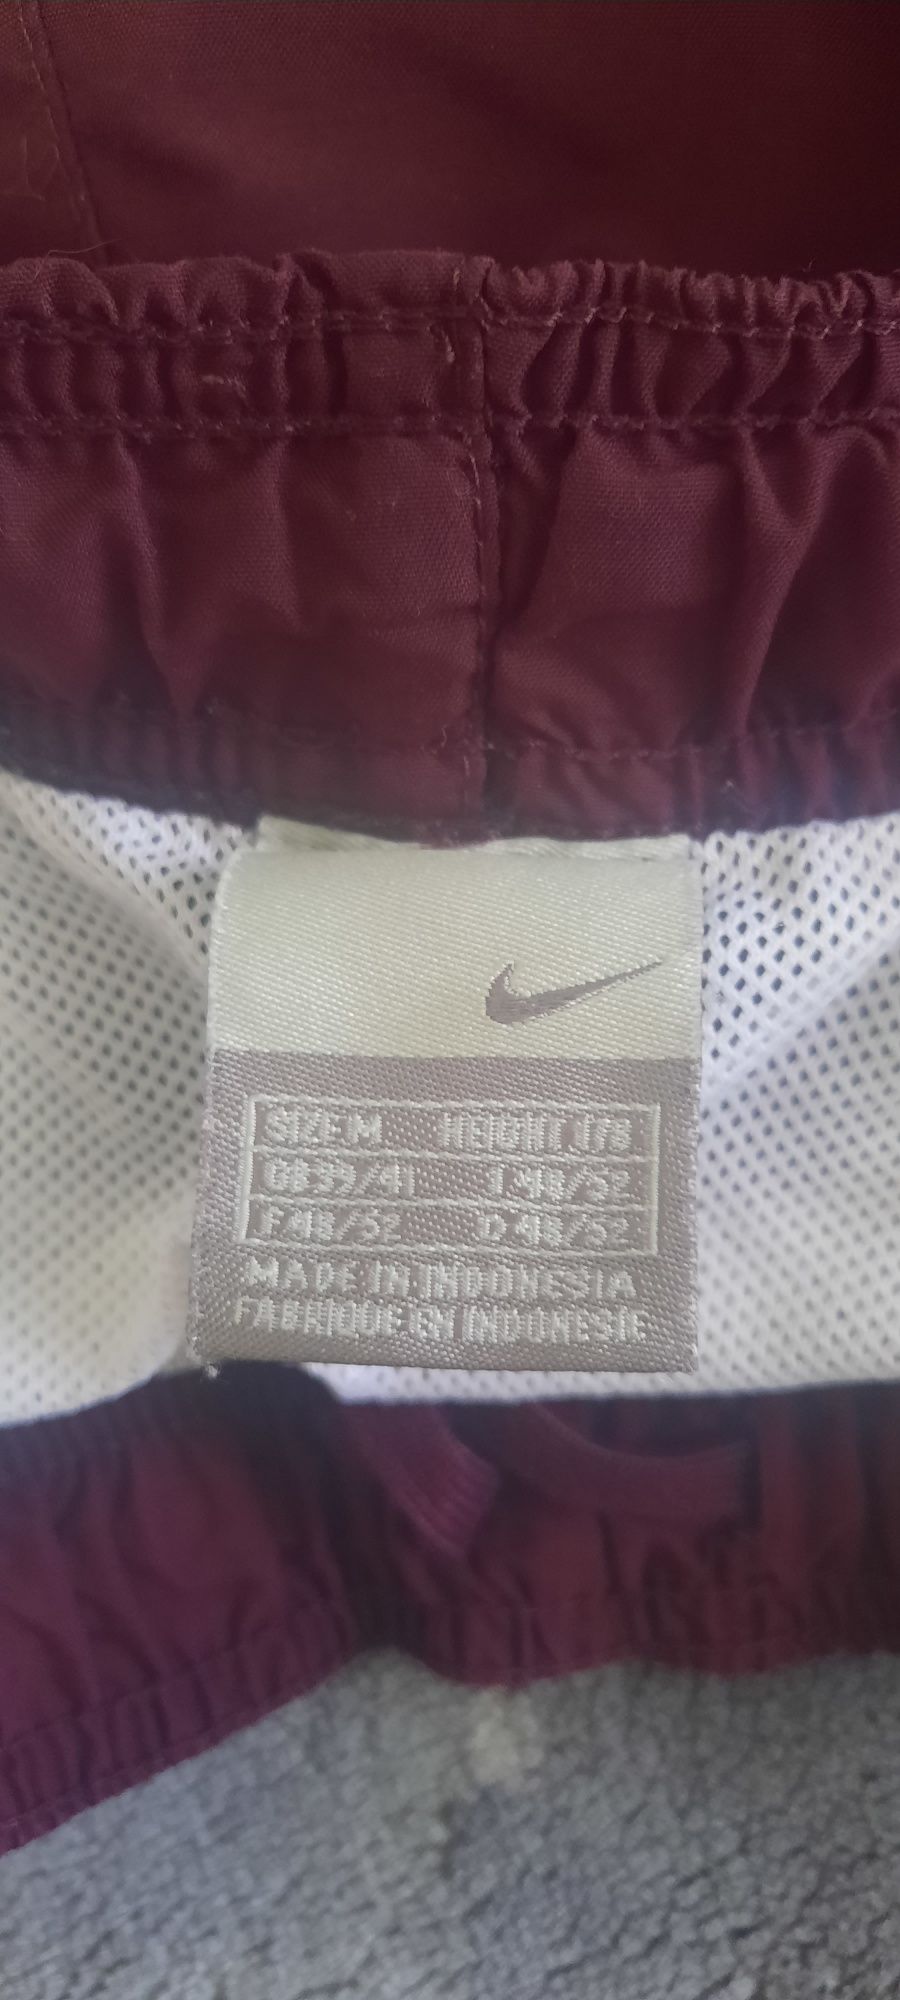 SIZE M HEIGHT 178
GB 39/41 I 48/52
F 48/52 D 48/52
MADE IN INDONESIA
FABRIQUE EN INDONESIE